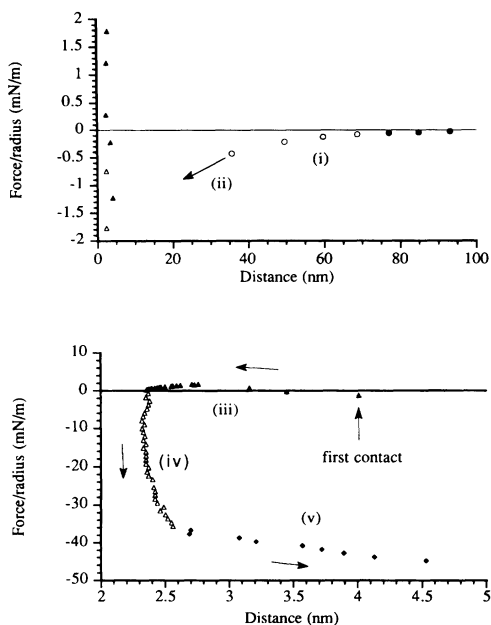 Force/radius (mN/m)
2
1.5
1
0.5
0
-0.5
-1
-1.5
-2
(i)
(ii)
0 20 40 60 80 100
Distance (nm)
Force/radius (mN/m)
10
0
-10
-20
-30
-40
-50
(iii)
first contact
(iv)
(v)
2 2.5 3 3.5 4 4.5 5
Distance (nm)